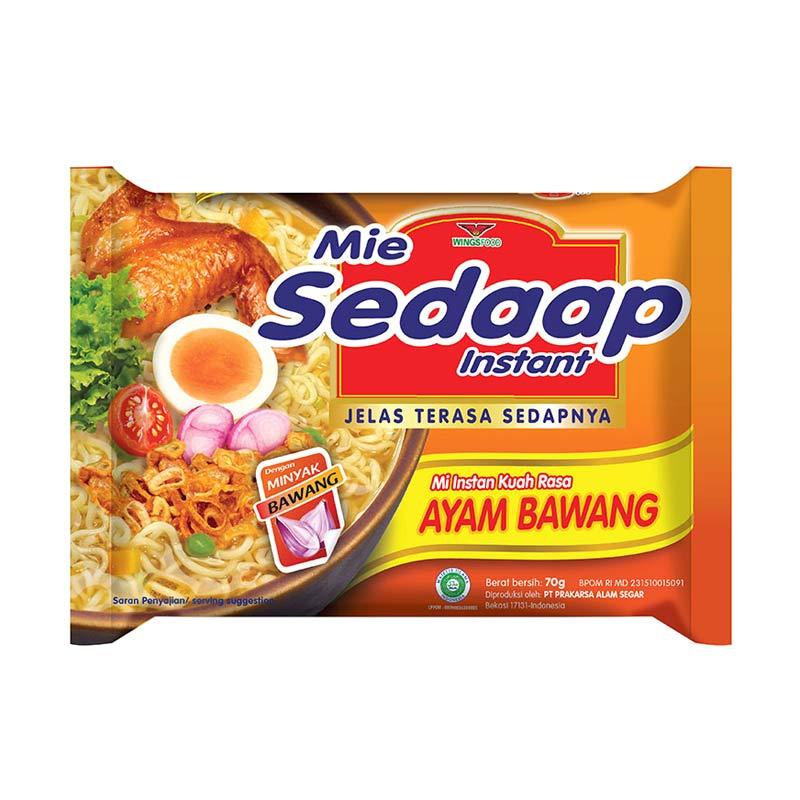 WINGSFOOD
Mie
Sedaap
Instant
JELAS TERASA SEDAPNYA
Dengan
MINYAK
BAWANG
Mi Instan Kuah Rasa
AYAM BAWANG
Berat bersih: 70g BPOM RI MD 231510015091
Diproduksi oleh: PT PRAKARSA ALAM SEGAR
Bekasi 17131-Indonesia
Saran Penyajian/ serving suggestion